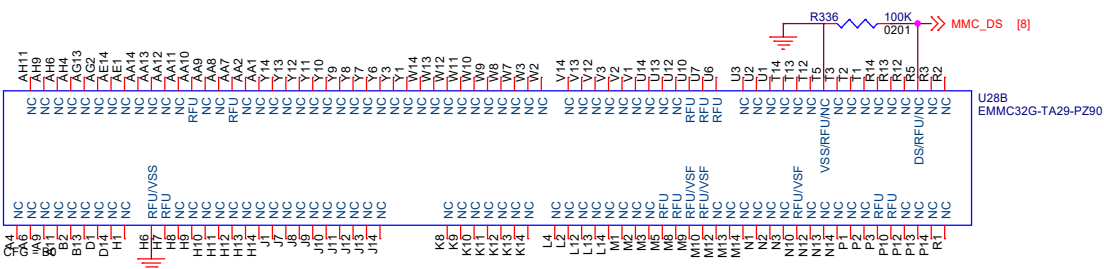 R336
100K
0201
MMC_DS [8]
AH11 AH9 AH6 AH4 AG13 AG2 AE14 AE1 AA14 AA13 AA12 AA11 AA10 AA9 AA8 AA7 AA2 AA1 Y14 Y13 Y12 Y11 Y10 Y9 Y8 Y7 Y6 Y3 Y1 W14 W13 W12 W11 W10 W9 W8 W7 W3 W2 V14 V13 V12 V3 V2 V1 U14 U13 U12 U10 U7 U6 U3 U2 U1 T14 T13 T12 T5 T3 T2 T1 R14 R13 R12 R5 R3 R2
U28B
EMMC32G-TA29-PZ90
NC NC NC NC NC NC NC NC NC NC NC NC RFU NC NC RFU NC NC NC NC NC NC NC NC NC NC NC NC NC NC NC NC NC NC NC NC NC NC NC NC NC NC NC NC NC NC NC NC RFU RFU RFU NC NC NC NC NC NC VSS/RFU/NC NC NC NC NC NC NC DS/RFU/NC NC NC
NC NC NC NC NC NC NC NC NC RFU/VSS RFU NC NC NC NC NC NC NC NC NC NC NC NC NC NC NC NC NC NC NC NC NC NC NC NC NC NC NC NC NC NC NC RFU RFU RFU/VSF RFU/VSF NC NC NC NC NC NC RFU/VSF NC NC NC NC NC RFU RFU NC NC NC NC
A4 A6 A9 B2 B13 D1 D14 H1 H6 H7 H8 H9 H10 H11 H12 H13 H14 J1 J7 J8 J9 J10 J11 J12 J13 J14 K8 K9 K10 K11 K12 K13 K14 L4 L2 L12 L13 L14 M1 M2 M3 M5 M8 M9 M10 M12 M13 M14 N1 N2 N3 N10 N12 N13 N14 P1 P2 P3 P10 P12 P13 P14 R1